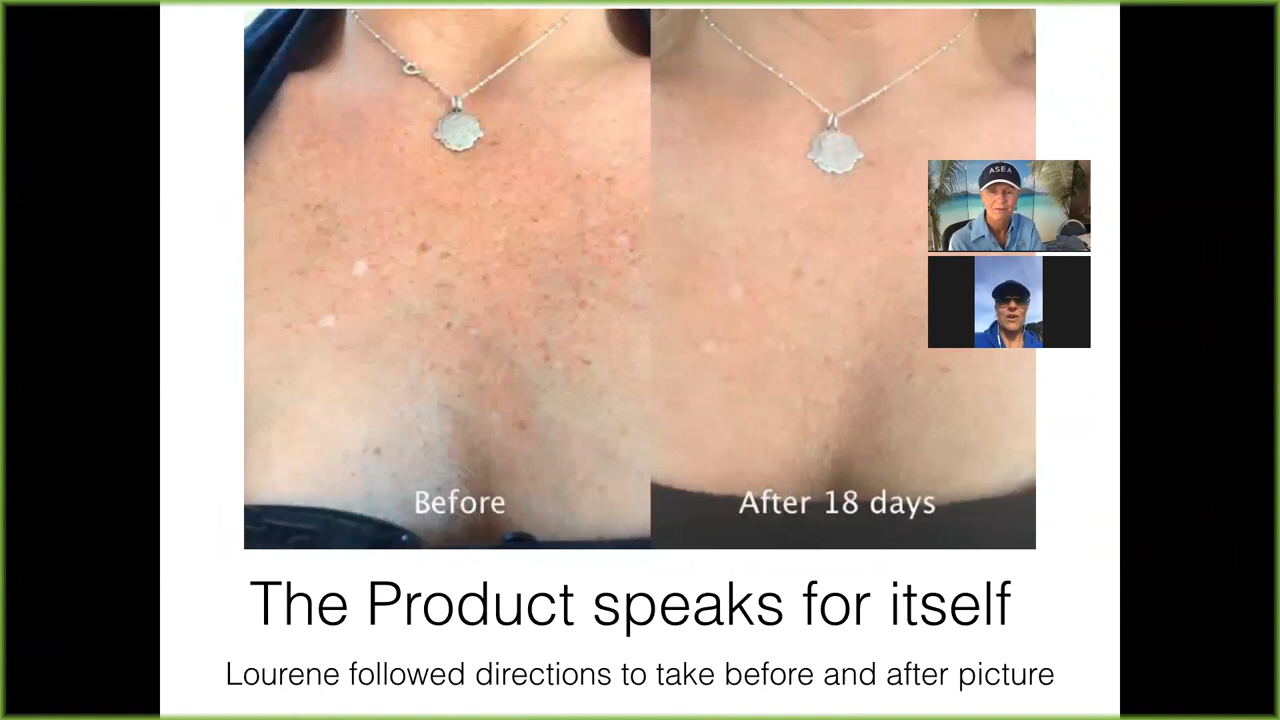 ASEA
Before
After 18 days
The Product speaks for itself
Lourene followed directions to take before and after picture